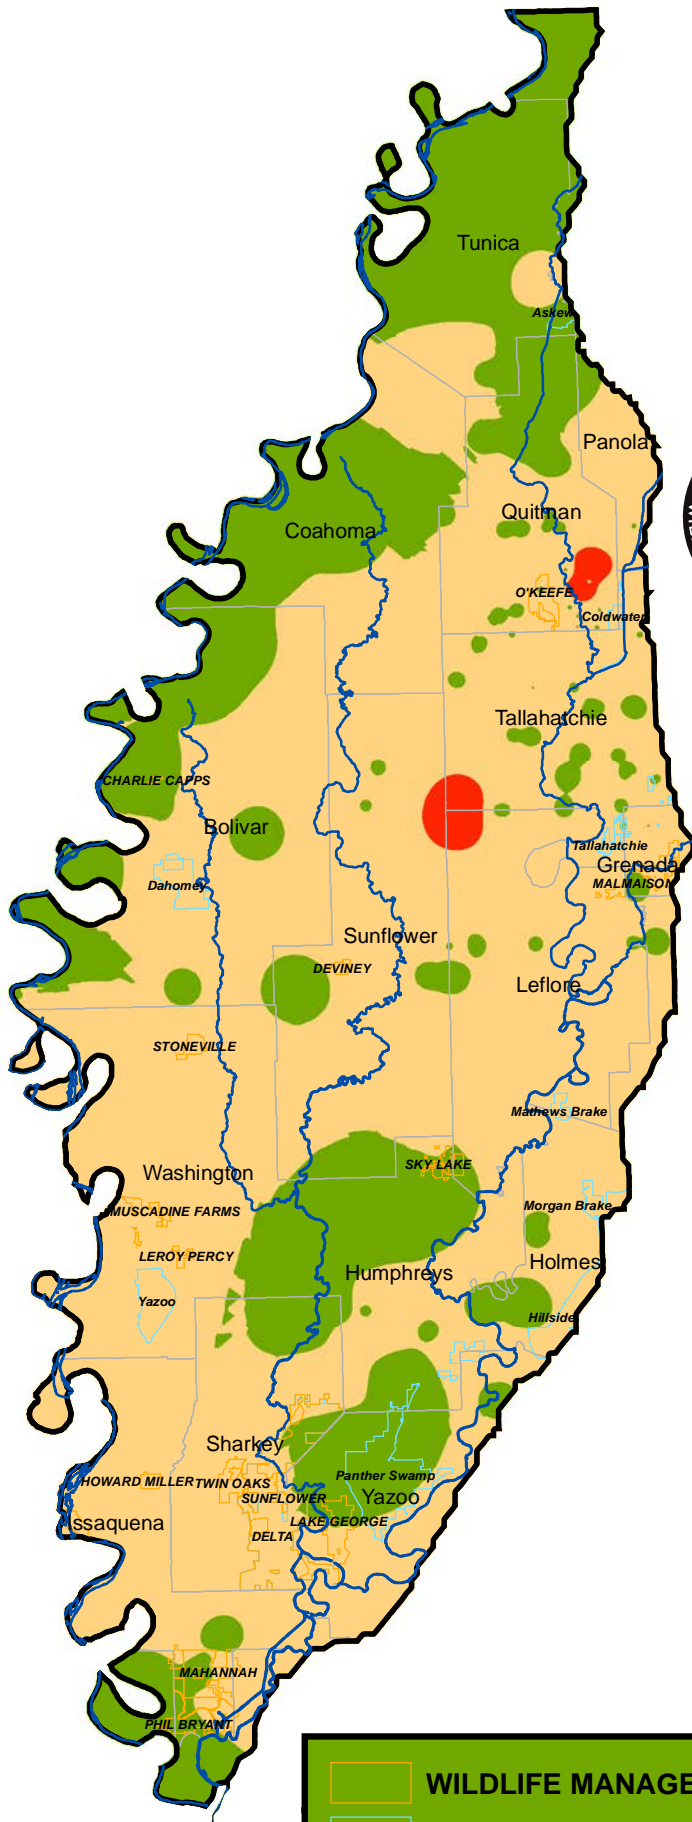 Tunica
Askew
Panola
Quitman
Coahoma
O'KEEFE
Coldwater
Tallahatchie
CHARLIE CAPPS
Bolivar
Tallahatchie
Grenada
MALMAISON
Dahomey
Sunflower
DEVINEY
Leflore
STONEVILLE
Mathews Brake
SKY LAKE
Washington
MUSCADINE FARMS
Morgan Brake
LEROY PERCY
Holmes
Humphreys
Yazoo
Hillside
Sharkey
Panther Swamp
HOWARD MILLER
TWIN OAKS
SUNFLOWER
Yazoo
LAKE GEORGE
Issaquena
DELTA
MAHANNAH
PHIL BRYANT
WILDLIFE MANAGE